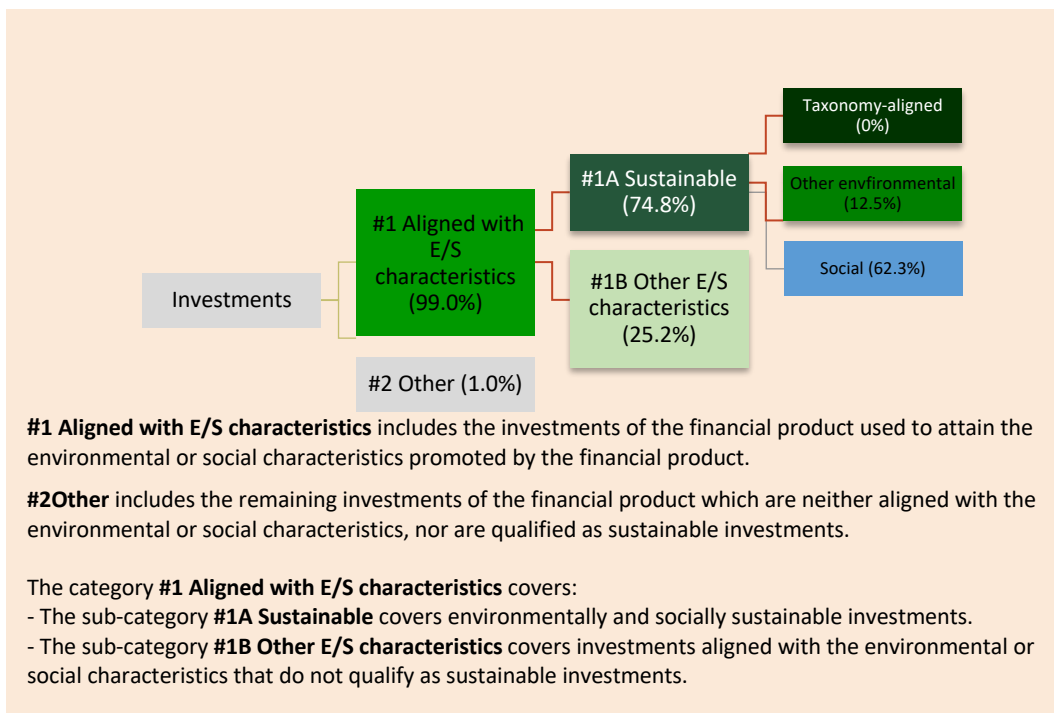 Taxonomy-aligned
(0%)
#1A Sustainable
(74.8%)
Other envfironmental
(12.5%)
#1 Aligned with
E/S
characteristics
(99.0%)
Social (62.3%)
Investments
#1B Other E/S
characteristics
(25.2%)
#2 Other (1.0%)
#1 Aligned with E/S characteristics includes the investments of the financial product used to attain the
environmental or social characteristics promoted by the financial product.
#2Other includes the remaining investments of the financial product which are neither aligned with the
environmental or social characteristics, nor are qualified as sustainable investments.
The category #1 Aligned with E/S characteristics covers:
- The sub-category #1A Sustainable covers environmentally and socially sustainable investments.
- The sub-category #1B Other E/S characteristics covers investments aligned with the environmental or
social characteristics that do not qualify as sustainable investments.